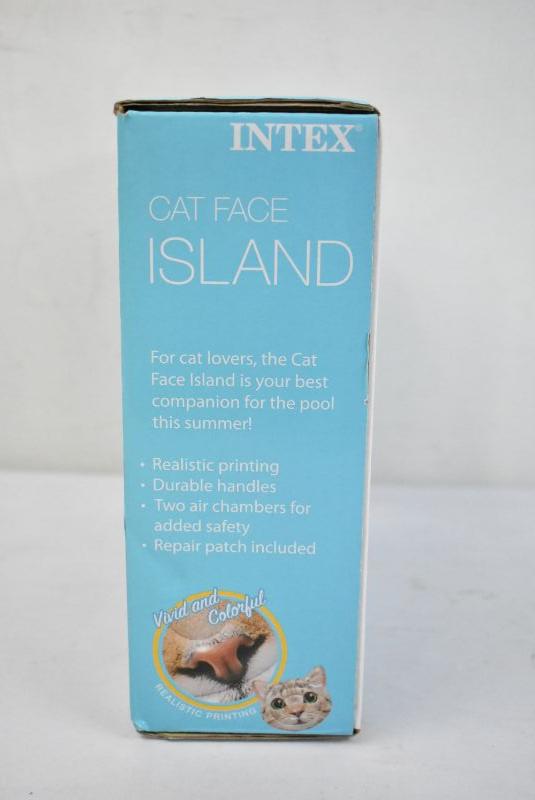 INTEX®
CAT FACE
ISLAND
For cat lovers, the Cat
Face Island is your best
companion for the pool
this summer!
• Realistic printing
• Durable handles
• Two air chambers for
added safety
• Repair patch included
Vivid and
Colorful
REALISTIC PRINTING